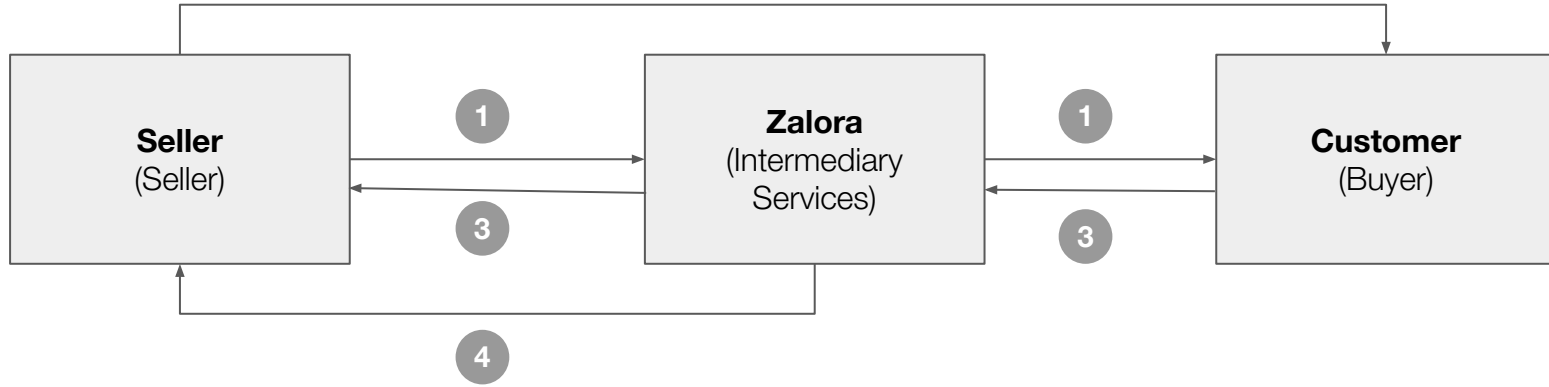 1
1
Zalora
Seller
Customer
(Intermediary
(Seller)
(Buyer)
Services)
3
3
4